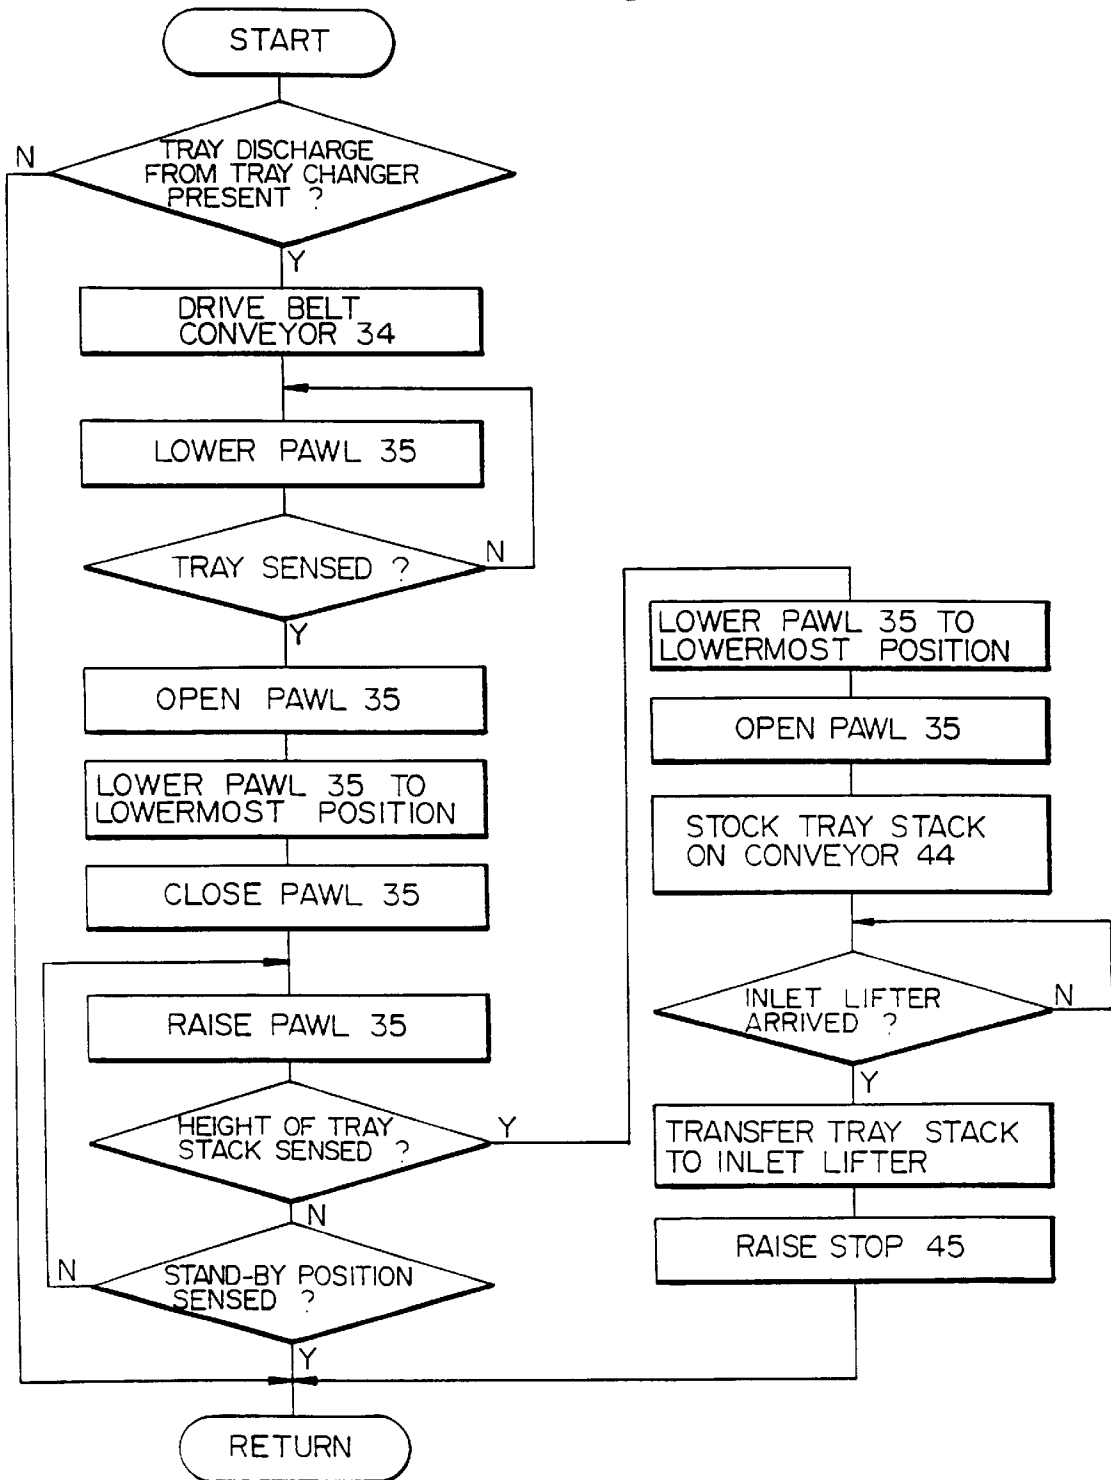 START
TRAY DISCHARGE
FROM TRAY CHANGER
PRESENT ?
N
Y
DRIVE BELT
CONVEYOR 34
LOWER PAWL 35
TRAY SENSED ?
N
Y
OPEN PAWL 35
LOWER PAWL 35 TO
LOWERMOST POSITION
CLOSE PAWL 35
RAISE PAWL 35
HEIGHT OF TRAY
STACK SENSED ?
Y
N
STAND-BY POSITION
SENSED ?
N
Y
LOWER PAWL 35 TO
LOWERMOST POSITION
OPEN PAWL 35
STOCK TRAY STACK
ON CONVEYOR 44
INLET LIFTER
ARRIVED ?
N
Y
TRANSFER TRAY STACK
TO INLET LIFTER
RAISE STOP 45
RETURN